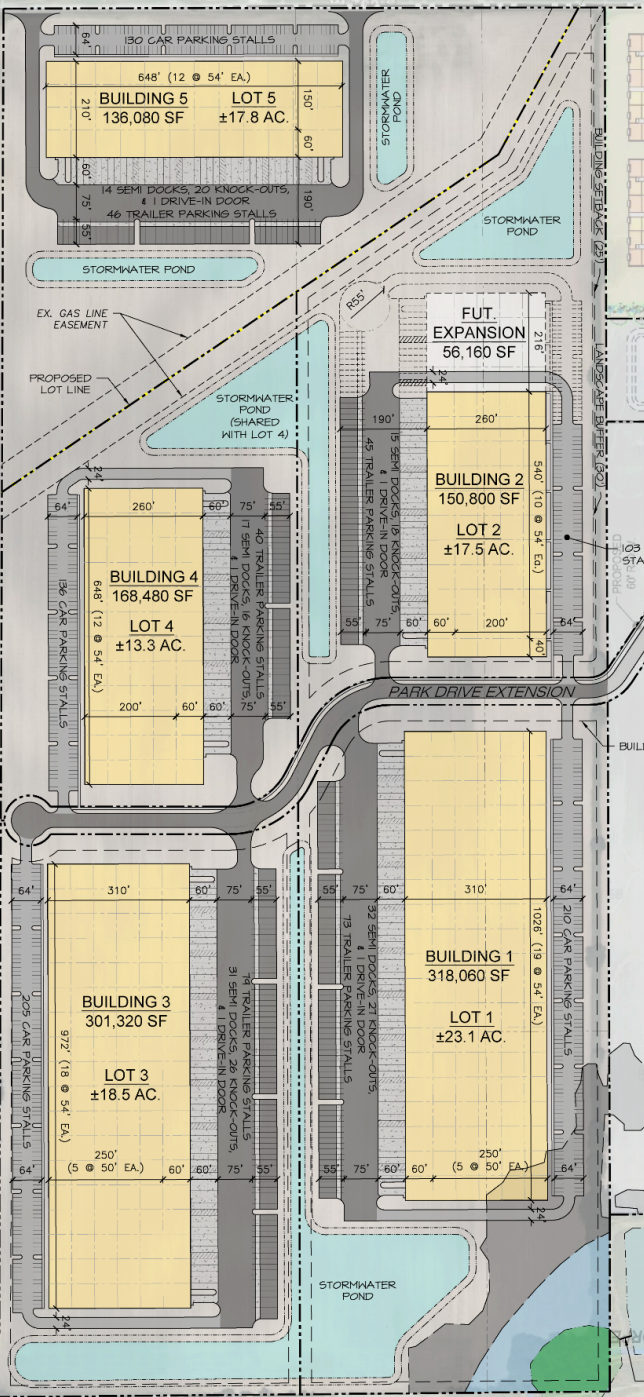 130 CAR PARKING STALLS
64'
648' (12 @ 54' EA.)
BUILDING 5
136,080 SF
LOT 5
±17.8 AC.
210'
150'
60'
60'
75'
55'
190'
14 SEMI DOCKS, 20 KNOCK-OUTS,
& 1 DRIVE-IN DOOR
46 TRAILER PARKING STALLS
STORMWATER
POND
STORMWATER
POND
STORMWATER POND
BUILDING SETBACK (25')
LANDSCAPE BUFFER (30')
EX. GAS LINE
EASEMENT
PROPOSED
LOT LINE
R55'
FUT.
EXPANSION
56,160 SF
216'
24'
STORMWATER
POND
(SHARED
WITH LOT 4)
190'
260'
BUILDING 2
150,800 SF
LOT 2
±17.5 AC.
540' (10 @ 54' EA.)
15 SEMI DOCKS, 18 KNOCK-OUTS,
& 1 DRIVE-IN DOOR
45 TRAILER PARKING STALLS
103
STA
PROPOSED
55'
75'
60'
60'
200'
64'
40'
24'
64'
260'
60'
75'
55'
BUILDING 4
168,480 SF
LOT 4
±13.3 AC.
648' (12 @ 54' EA.)
136 CAR PARKING STALLS
40 TRAILER PARKING STALLS
17 SEMI DOCKS, 16 KNOCK-OUTS,
& 1 DRIVE-IN DOOR
200'
60'
60'
75'
55'
PARK DRIVE EXTENSION
BUIL
64'
310'
60'
75'
55'
BUILDING 3
301,320 SF
LOT 3
±18.5 AC.
972' (18 @ 54' EA.)
205 CAR PARKING STALLS
79 TRAILER PARKING STALLS
31 SEMI DOCKS, 26 KNOCK-OUTS,
& 1 DRIVE-IN DOOR
64'
250'
(5 @ 50' EA.)
60'
60'
75'
55'
24'
55'
75'
60'
310'
64'
BUILDING 1
318,060 SF
LOT 1
±23.1 AC.
1026' (19 @ 54' EA.)
210 CAR PARKING STALLS
32 SEMI DOCKS, 27 KNOCK-OUTS,
& 1 DRIVE-IN DOOR
73 TRAILER PARKING STALLS
55'
75'
60'
60'
250'
(5 @ 50' EA.)
64'
24'
STORMWATER
POND